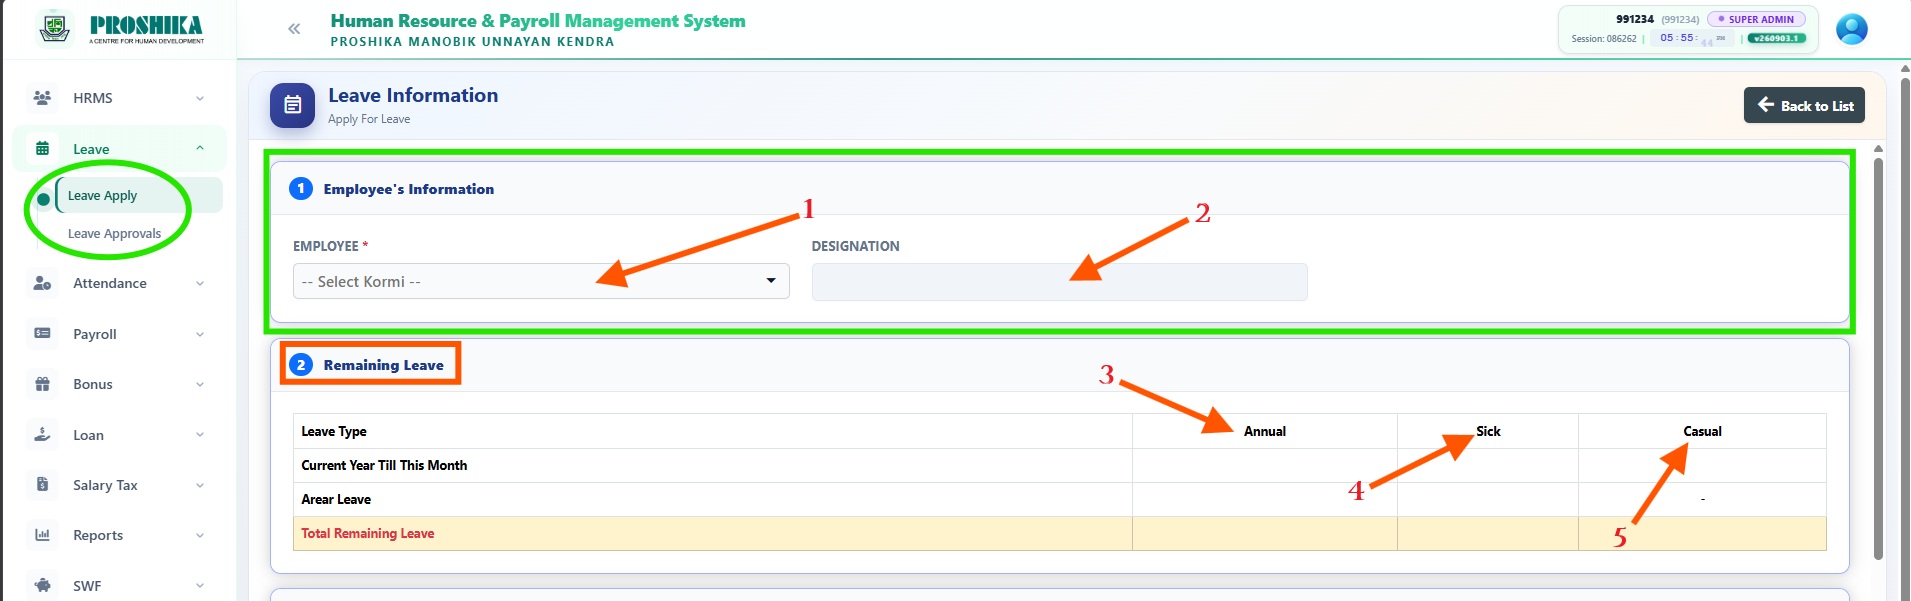 PROSHIKA
A CENTRE FOR HUMAN DEVELOPMENT
Human Resource & Payroll Management System
PROSHIKA MANOBIK UNNAYAN KENDRA
991234 (991234) SUPER ADMIN
Session: 086262 | 05:55: | v260903.1
HRMS
Leave
Leave Apply
Leave Approvals
Attendance
Payroll
Bonus
Loan
Salary Tax
Reports
SWF
Leave Information
Apply For Leave
Back to List
1 Employee's Information
1
2
EMPLOYEE *
DESIGNATION
-- Select Kormi --
2 Remaining Leave
3
Leave Type Annual Sick Casual
Current Year Till This Month
4
Arear Leave -
Total Remaining Leave
5